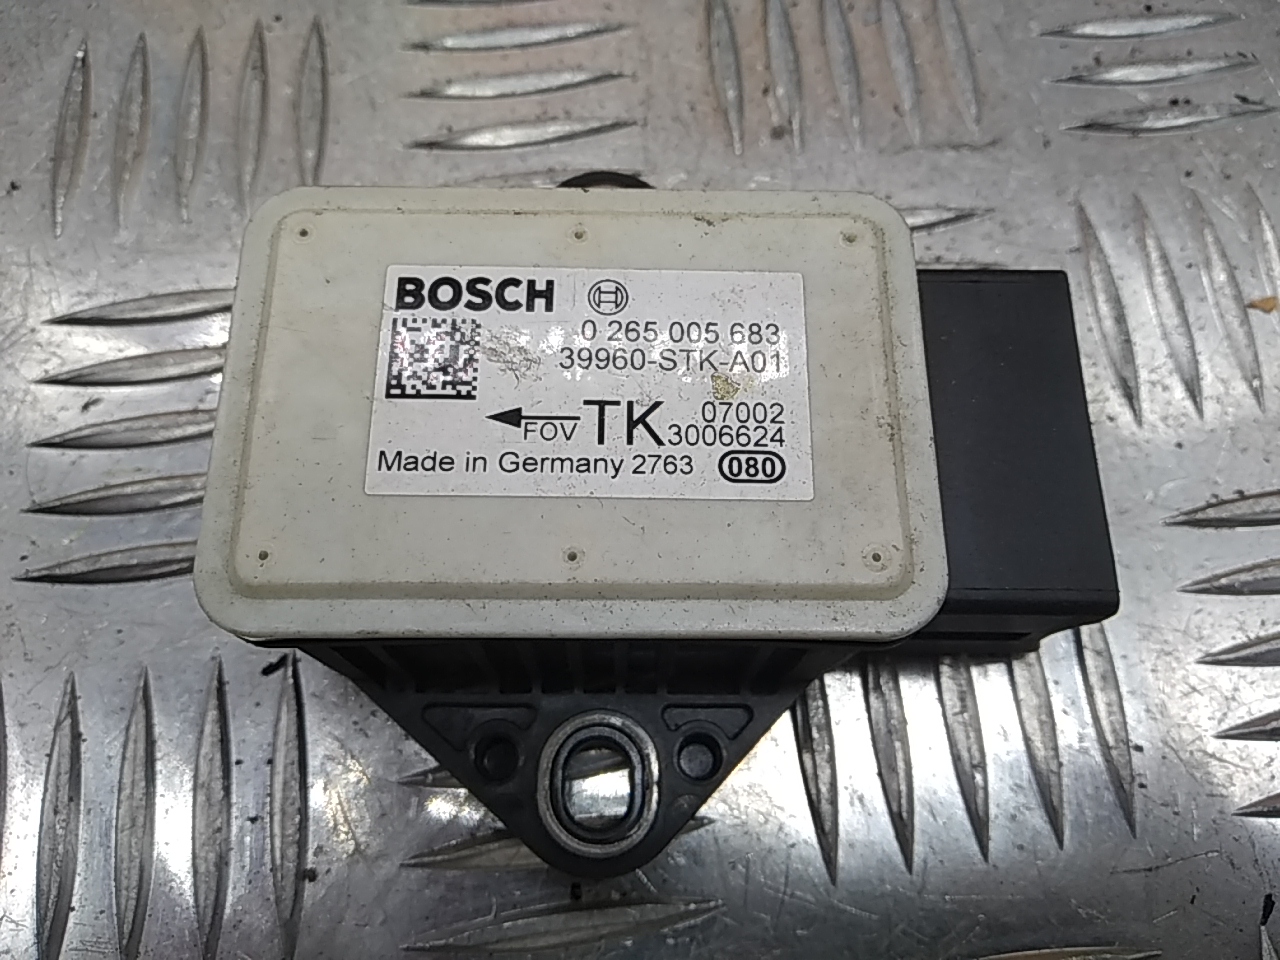 BOSCH
0 265 005 683
39960-STK-A01
FOV TK 07002
3006624
Made in Germany 2763 080